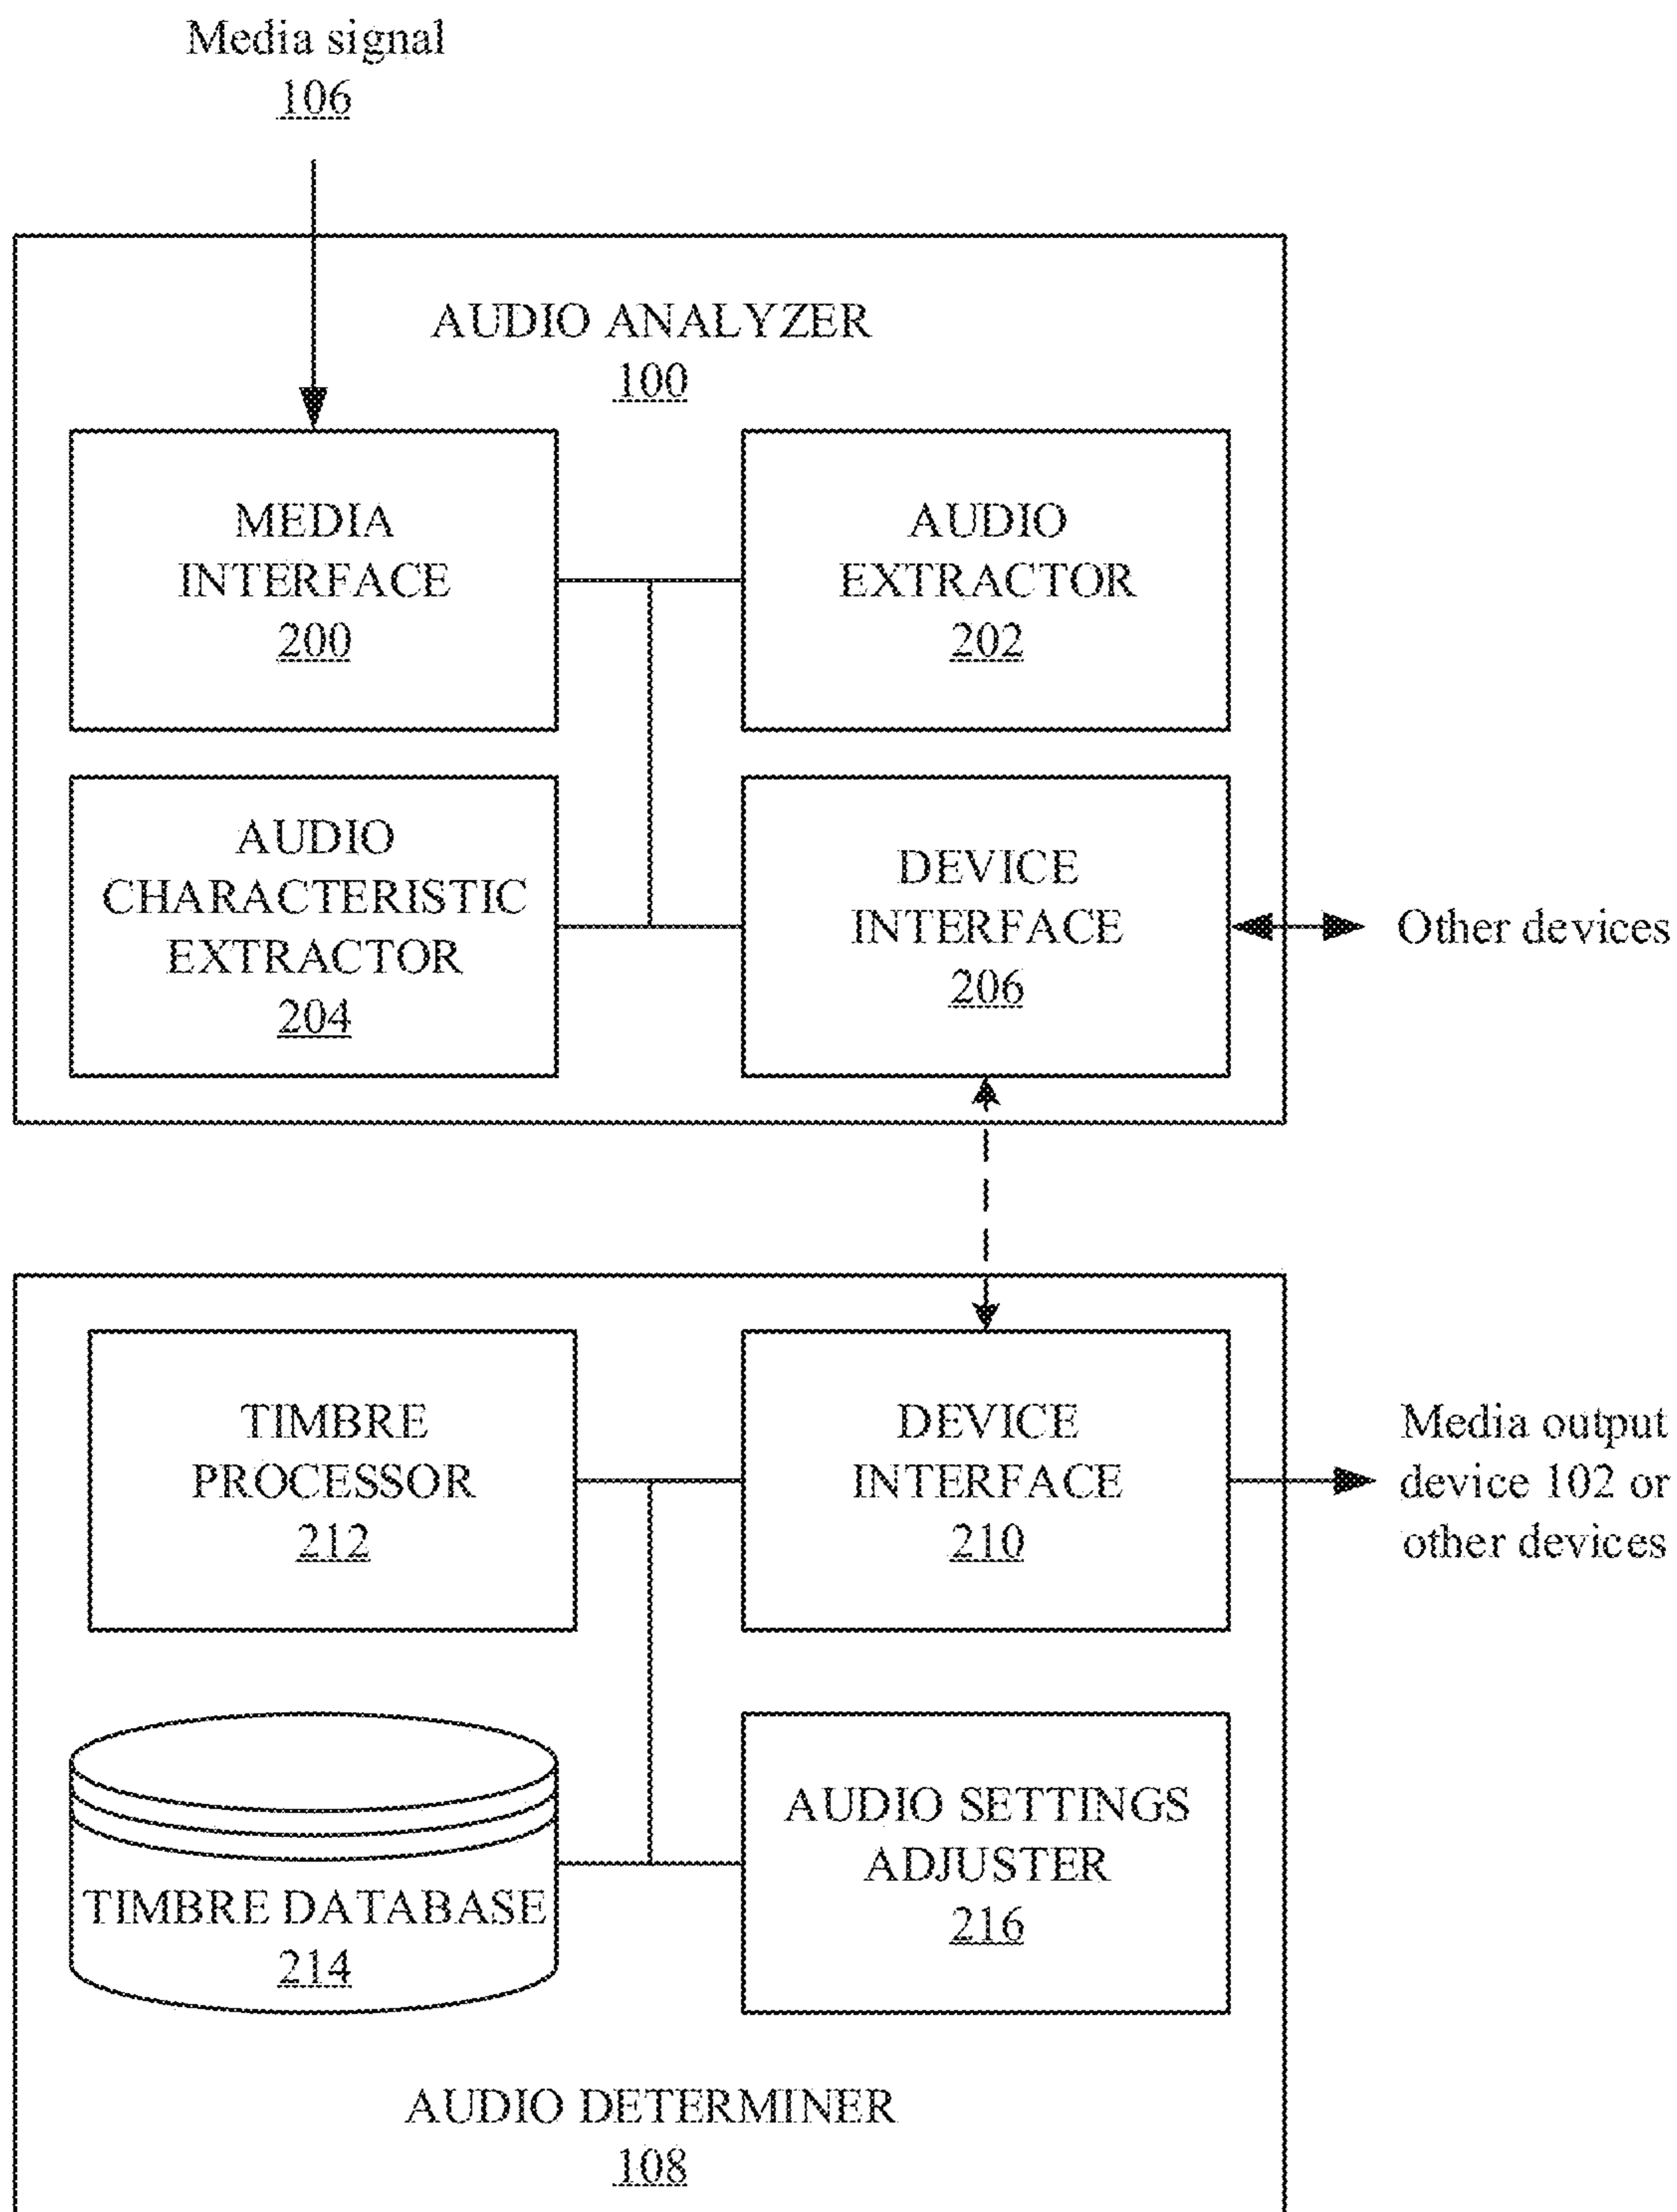 Media signal
106
AUDIO ANALYZER
100
MEDIA
INTERFACE
200
AUDIO
EXTRACTOR
202
AUDIO
CHARACTERISTIC
EXTRACTOR
204
DEVICE
INTERFACE
206
Other devices
TIMBRE
PROCESSOR
212
DEVICE
INTERFACE
210
Media output
device 102 or
other devices
TIMBRE DATABASE
214
AUDIO SETTINGS
ADJUSTER
216
AUDIO DETERMINER
108